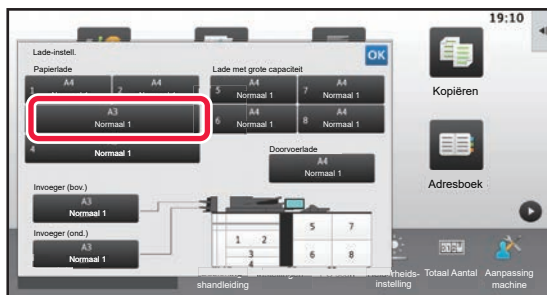 19:10
Lade-instell.
OK
Papierlade
Lade met grote capaciteit
1 A4
2 A4
5 A4
Normaal 1
7 A4
Normaal 1
A3
Normaal 1
6 A4
Normaal 1
8 A4
Normaal 1
4
Normaal 1
Doorvoerlade
A4
Normaal 1
Invoeger (bov.)
A3
Normaal 1
Invoeger (ond.)
A3
Normaal 1
1 2
3
4
5 7
6 8
Kopiëren
Adresboek
shandleiding
instelling
Totaal Aantal
Aanpassing
machine